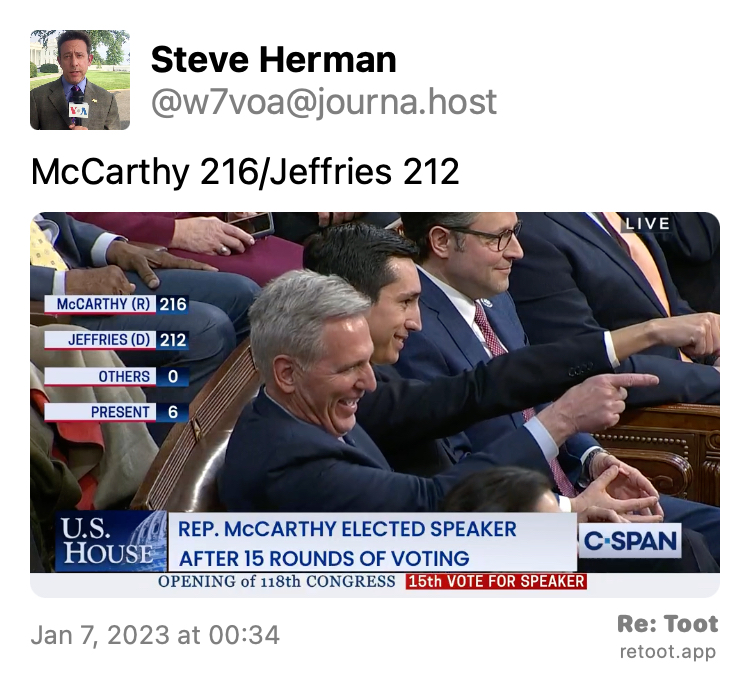 Steve Herman
@w7voa@journa.host
McCarthy 216/Jeffries 212
LIVE
McCARTHY (R) 216
JEFFRIES (D) 212
OTHERS 0
PRESENT 6
U.S. HOUSE
REP. McCARTHY ELECTED SPEAKER
AFTER 15 ROUNDS OF VOTING
C-SPAN
OPENING of 118th CONGRESS 15th VOTE FOR SPEAKER
Jan 7, 2023 at 00:34
Re: Toot
retoot.app
VOA